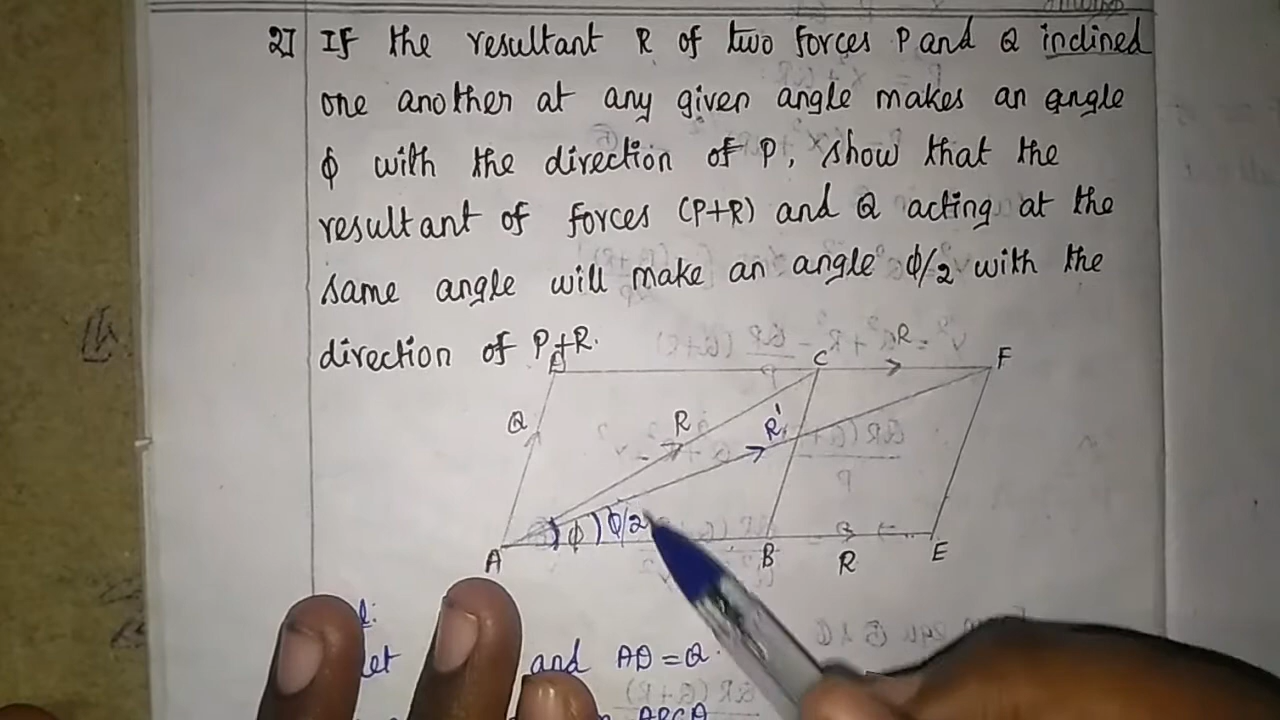 2] If the resultant R of two forces P and Q inclined
one another at any given angle makes an angle
φ with the direction of P, show that the
resultant of forces (P+R) and Q acting at the
same angle will make an angle φ/2 with the
direction of P+R.
C R F
Q R R'
φ φ/2
A B R E
let and AD = Q.